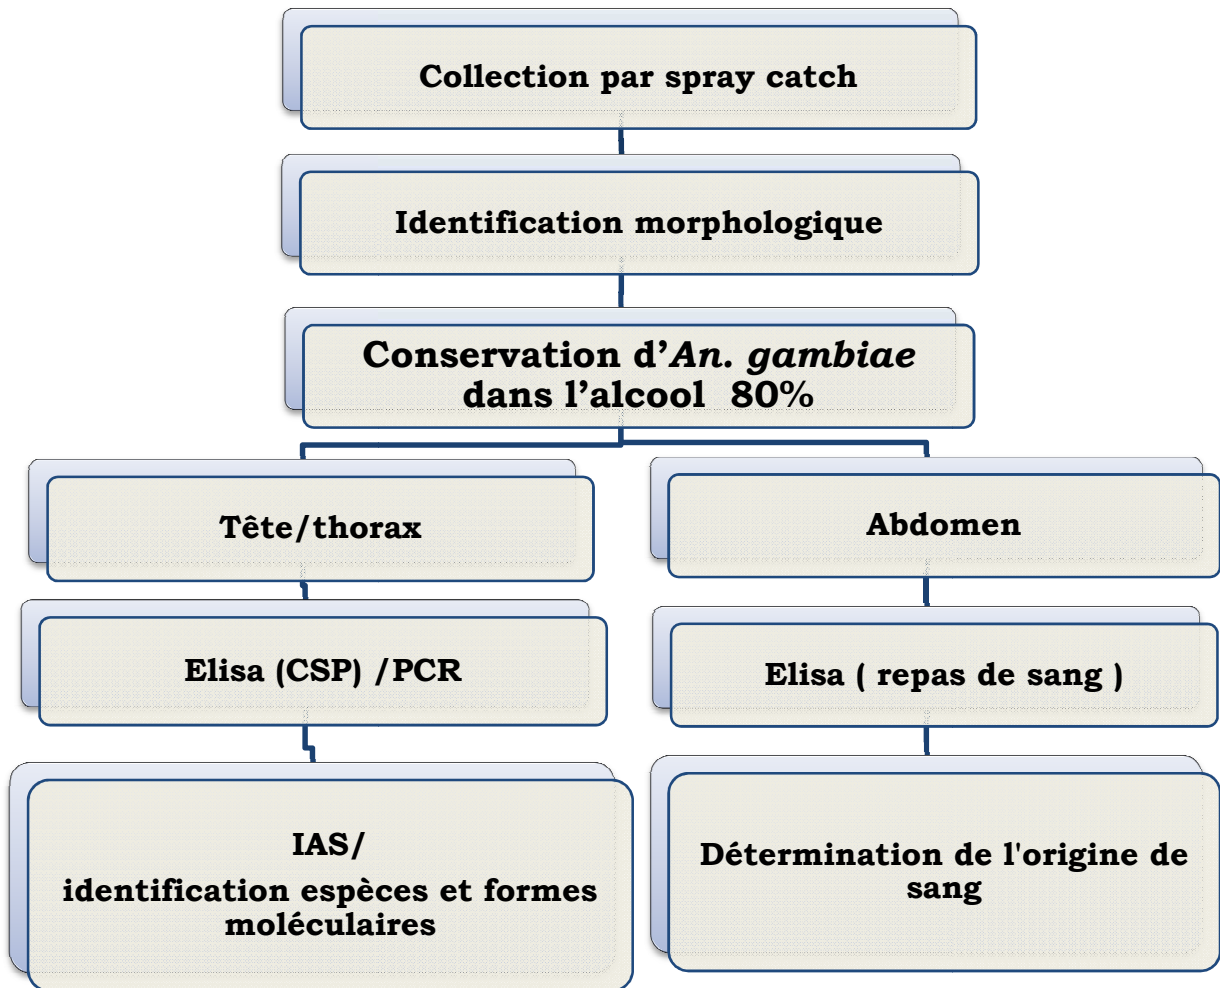 Collection par spray catch
Identification morphologique
Conservation d’An. gambiae
dans l’alcool 80%
Tête/thorax
Abdomen
Elisa (CSP) /PCR
Elisa ( repas de sang )
IAS/
identification espèces et formes
moléculaires
Détermination de l'origine de
sang